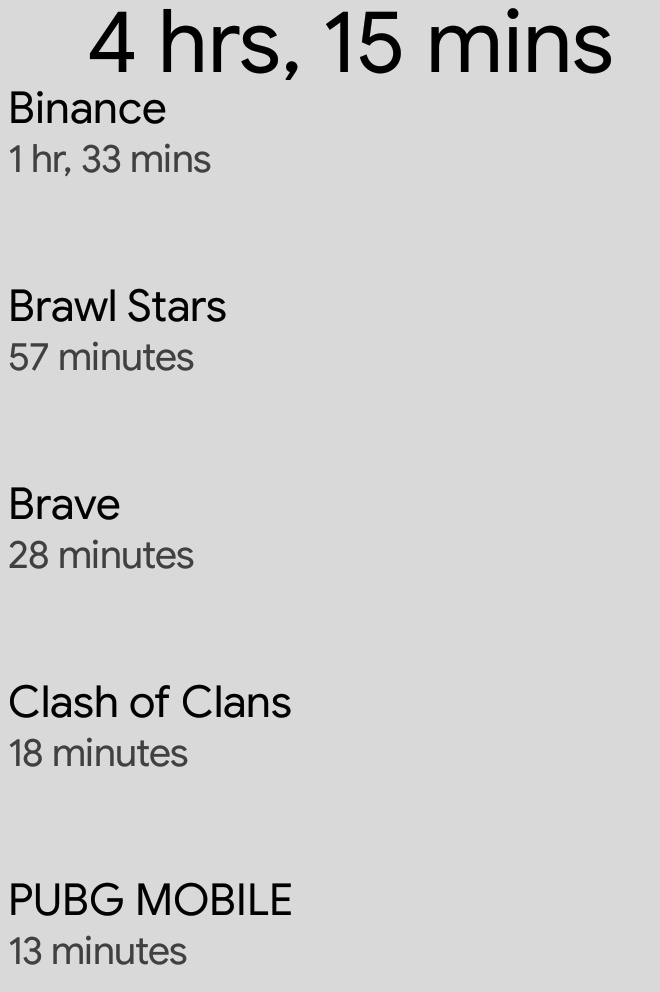 4 hrs, 15 mins
Binance
1 hr, 33 mins
Brawl Stars
57 minutes
Brave
28 minutes
Clash of Clans
18 minutes
PUBG MOBILE
13 minutes